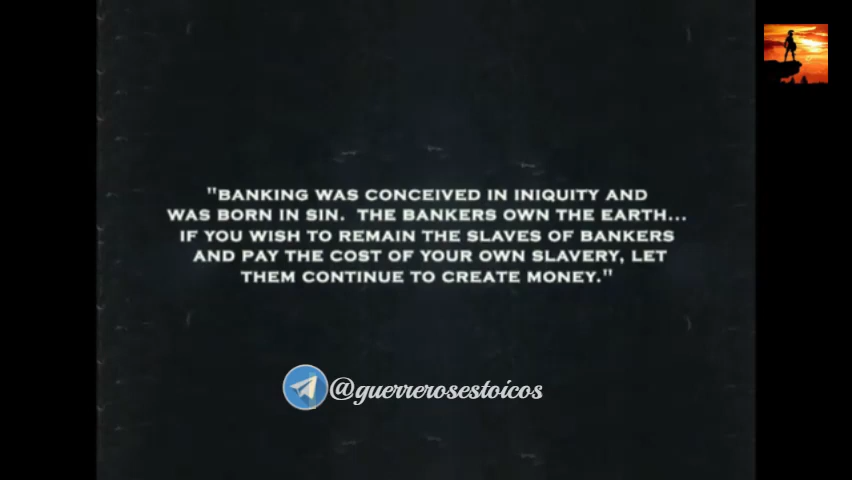 "BANKING WAS CONCEIVED IN INIQUITY AND
WAS BORN IN SIN. THE BANKERS OWN THE EARTH...
IF YOU WISH TO REMAIN THE SLAVES OF BANKERS
AND PAY THE COST OF YOUR OWN SLAVERY, LET
THEM CONTINUE TO CREATE MONEY."
@guerrerosestoicos